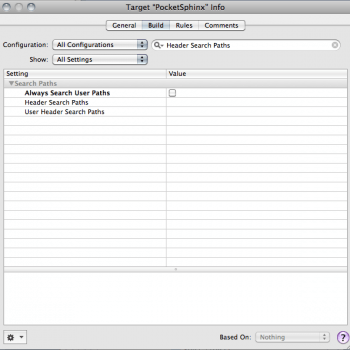 Target "PocketSphinx" Info
General Build Rules Comments
Configuration: All Configurations Header Search Paths
Show: All Settings
Setting Value
Search Paths
Always Search User Paths
Header Search Paths
User Header Search Paths
Based On: Nothing ?